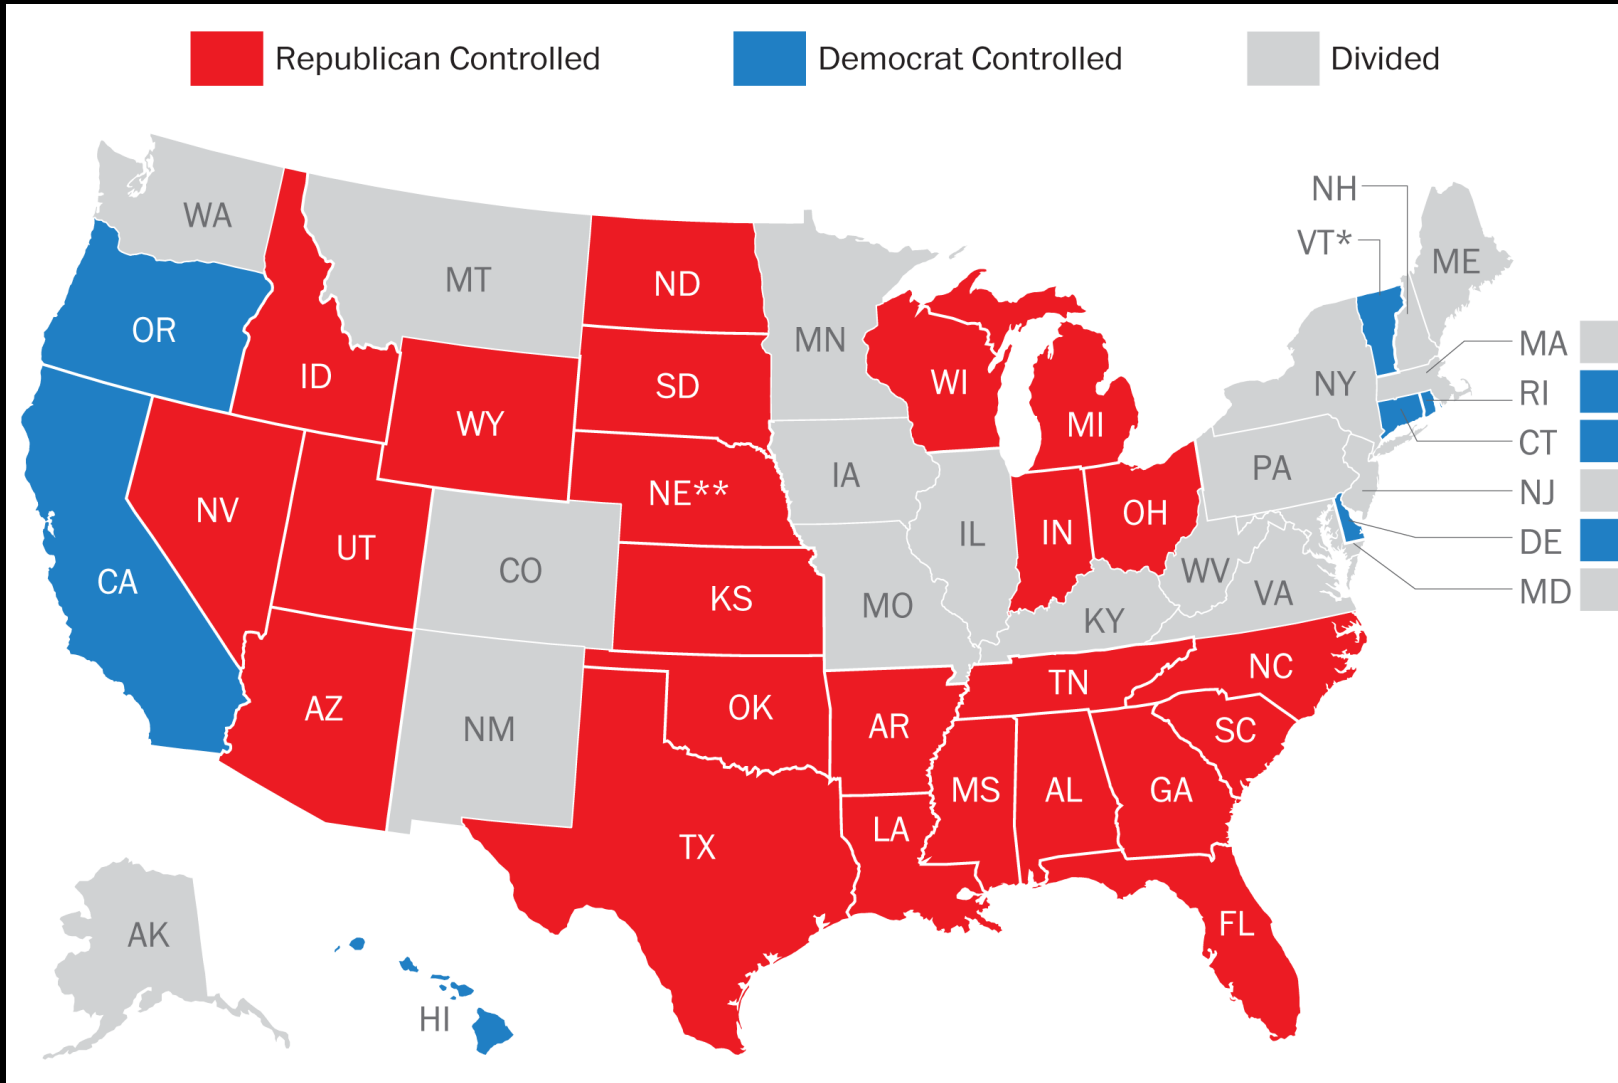 Republican Controlled
Democrat Controlled
Divided
NH
WA
VT*
ME
MT
ND
OR
MN
MA
ID
SD
WI
NY
RI
WY
MI
CT
PA
IA
NE**
NJ
NV
OH
IN
IL
UT
DE
CO
WV
CA
KS
MO
VA
MD
KY
NC
TN
AZ
OK
NM
AR
SC
MS
AL
GA
LA
TX
FL
AK
HI